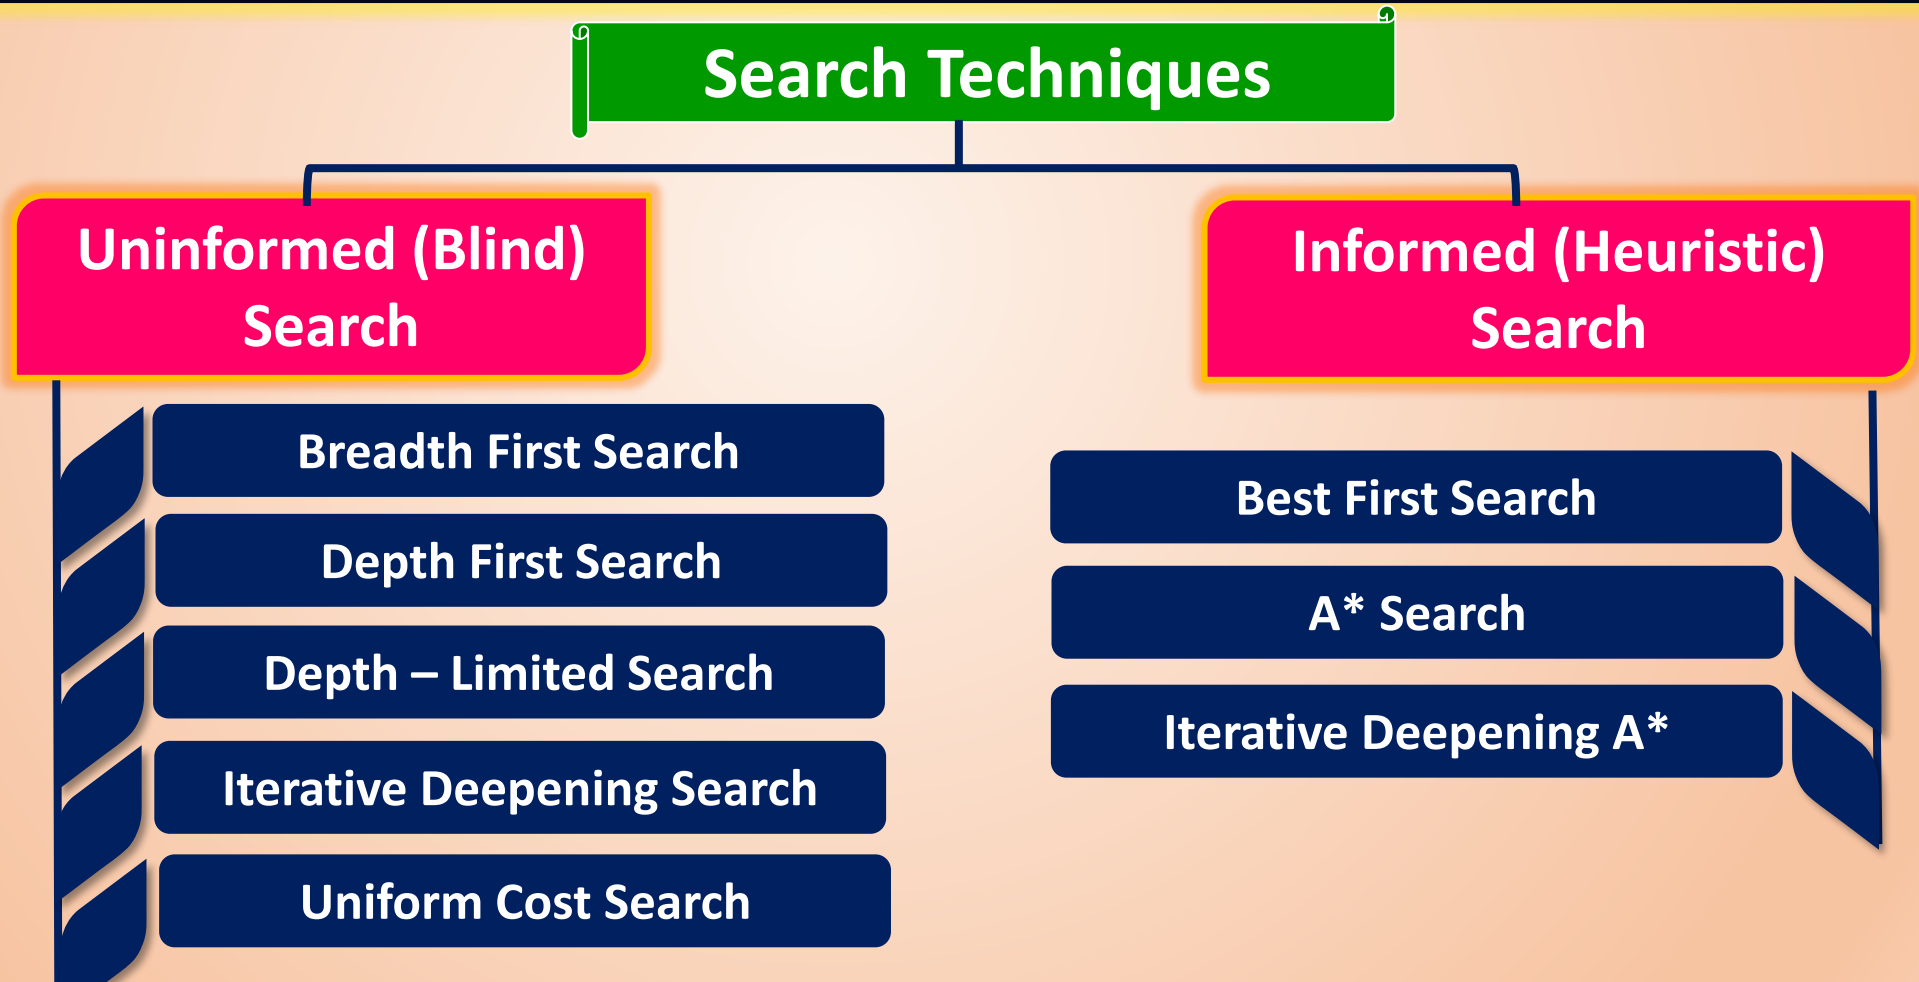 Search Techniques
Uninformed (Blind)
Search
Breadth First Search
Depth First Search
Depth – Limited Search
Iterative Deepening Search
Uniform Cost Search
Informed (Heuristic)
Search
Best First Search
A* Search
Iterative Deepening A*